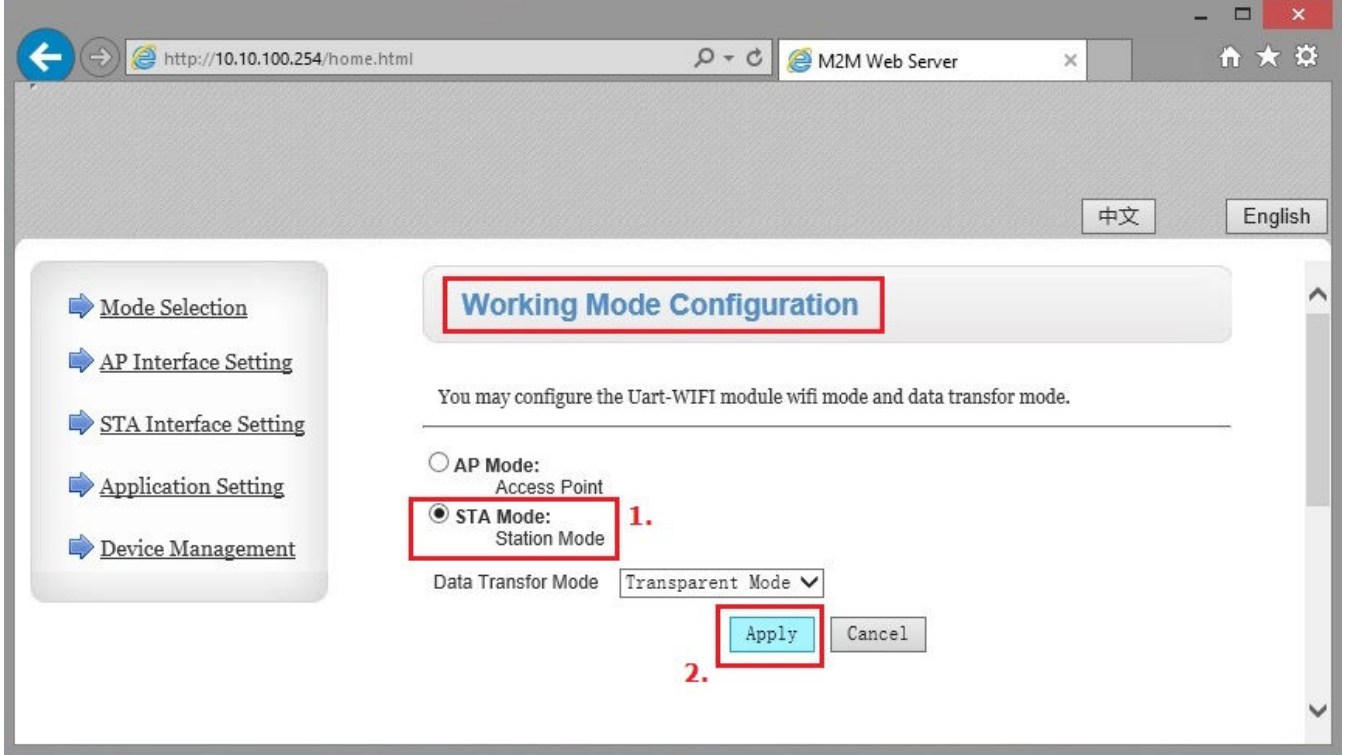 http://10.10.100.254/home.html
M2M Web Server
中文
English
Mode Selection
AP Interface Setting
STA Interface Setting
Application Setting
Device Management
Working Mode Configuration
You may configure the Uart-WIFI module wifi mode and data transfor mode.
AP Mode:
Access Point
STA Mode:
1.
Station Mode
Data Transfor Mode Transparent Mode
Apply Cancel
2.